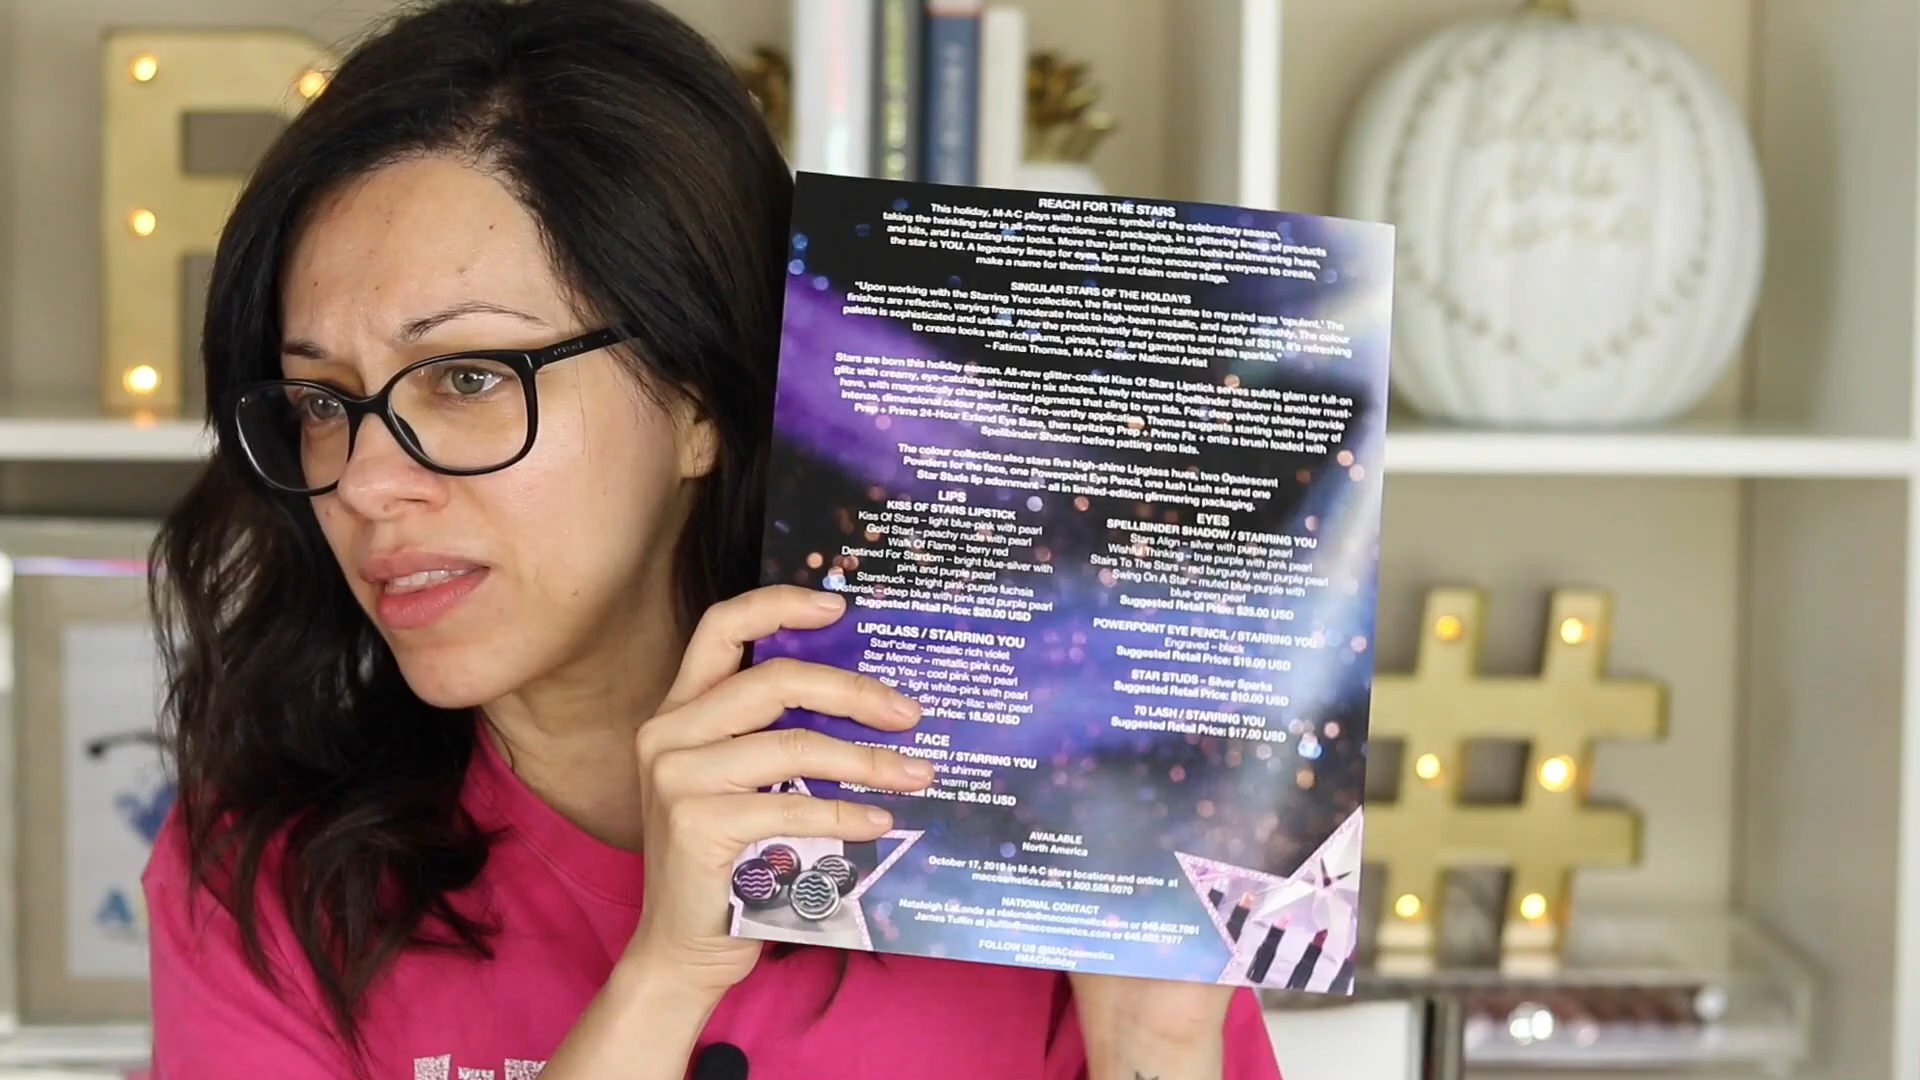 REACH FOR THE STARS
This holiday, M·A·C plays with a classic symbol of the celebratory season,
taking the twinkling star in all-new directions – on packaging, in a glittering lineup of products
and kits, and in dazzling new looks. More than just the inspiration behind shimmering hues,
the star is YOU. A legendary lineup for eyes, lips and face encourages everyone to create,
make a name for themselves and claim centre stage.
SINGULAR STARS OF THE HOLDAYS
"Upon working with the Starring You collection, the first word that came to my mind was 'opulent.' The
finishes are reflective, varying from moderate frost to high-beam metallic, and apply smoothly. The colour
palette is sophisticated and urbane. After the predominantly fiery coppers and rusts of SS19, it's refreshing
to create looks with rich plums, pinots, irons and garnets laced with sparkle."
– Fatima Thomas, M·A·C Senior National Artist
Stars are born this holiday season. All-new glitter-coated Kiss Of Stars Lipstick serves subtle glam or full-on
glitz with creamy, eye-catching shimmer in six shades. Newly returned Spellbinder Shadow is another must-
have, with magnetically charged ionized pigments that cling to eye lids. Four deep velvety shades provide
intense, dimensional colour payoff. For Pro-worthy application, Thomas suggests starting with a layer of
Prep + Prime 24-Hour Extend Eye Base, then spritzing Prep + Prime Fix + onto a brush loaded with
Spellbinder Shadow before patting onto lids.
The colour collection also stars five high-shine Lipglass hues, two Opalescent
Powders for the face, one Powerpoint Eye Pencil, one lush Lash set and one
Star Studs lip adornment – all in limited-edition glimmering packaging.
LIPS
KISS OF STARS LIPSTICK
Kiss Of Stars – light blue-pink with pearl
Gold Star! – peachy nude with pearl
Walk Of Flame – berry red
Destined For Stardom – bright blue-silver with
pink and purple pearl
Starstruck – bright pink-purple fuchsia
Asterisk – deep blue with pink and purple pearl
Suggested Retail Price: $20.00 USD
LIPGLASS / STARRING YOU
Starf*cker – metallic rich violet
Star Memoir – metallic pink ruby
Starring You – cool pink with pearl
Star – light white-pink with pearl
– dirty grey-lilac with pearl
Price: 18.50 USD
FACE
POWDER / STARRING YOU
shimmer
– warm gold
Price: $36.00 USD
EYES
SPELLBINDER SHADOW / STARRING YOU
Stars Align – silver with purple pearl
Wishful Thinking – true purple with pink pearl
Stairs To The Stars – red burgundy with purple pearl
Swing On A Star – muted blue-purple with
blue-green pearl
Suggested Retail Price: $25.00 USD
POWERPOINT EYE PENCIL / STARRING YOU
Engraved – black
Suggested Retail Price: $19.00 USD
STAR STUDS – Silver Sparks
Suggested Retail Price: $10.00 USD
70 LASH / STARRING YOU
Suggested Retail Price: $17.00 USD
AVAILABLE
North America
October 17, 2019 in M·A·C store locations and online at
maccosmetics.com, 1.800.588.0070
NATIONAL CONTACT
Nataleigh LaLonde at nlalonde@maccosmetics.com or
James Tuffin at jtuffin@maccosmetics.com or
FOLLOW US @MACcosmetics
#MACHoliday
bless
this
home
#